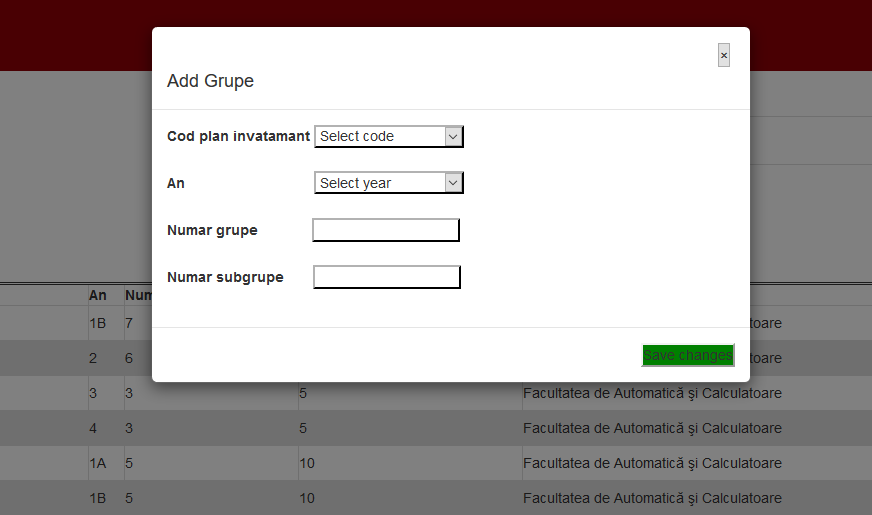 ×
Add Grupe
Cod plan invatamant Select code
An Select year
Numar grupe
Numar subgrupe
Save changes
An Num
1B 7 toare
2 6 toare
3 3 5 Facultatea de Automatică şi Calculatoare
4 3 5 Facultatea de Automatică şi Calculatoare
1A 5 10 Facultatea de Automatică şi Calculatoare
1B 5 10 Facultatea de Automatică şi Calculatoare